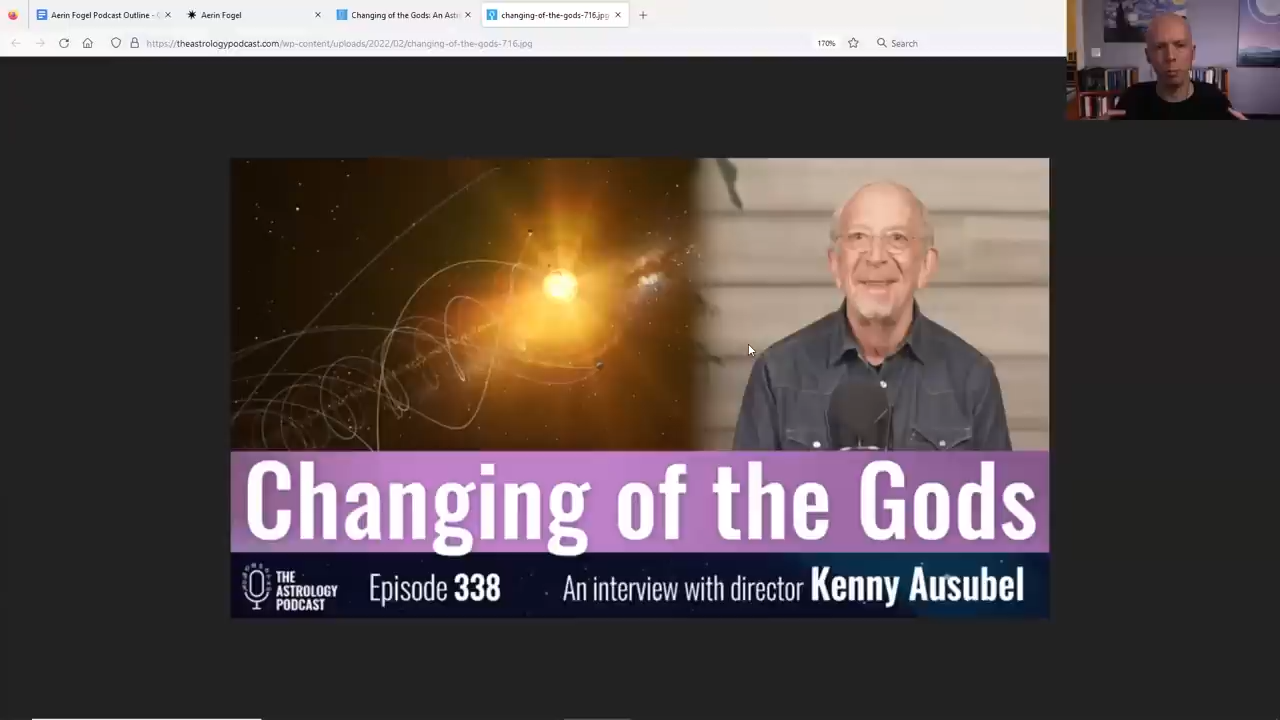 Aerin Fogel Podcast Outline -
Aerin Fogel
Changing of the Gods: An Ast
changing-of-the-gods-716.jpg
https://theastrologypodcast.com/wp-content/uploads/2022/02/changing-of-the-gods-716.jpg
170%
Search
Changing of the Gods
THE
ASTROLOGY
PODCAST
Episode 338
An interview with director Kenny Ausubel